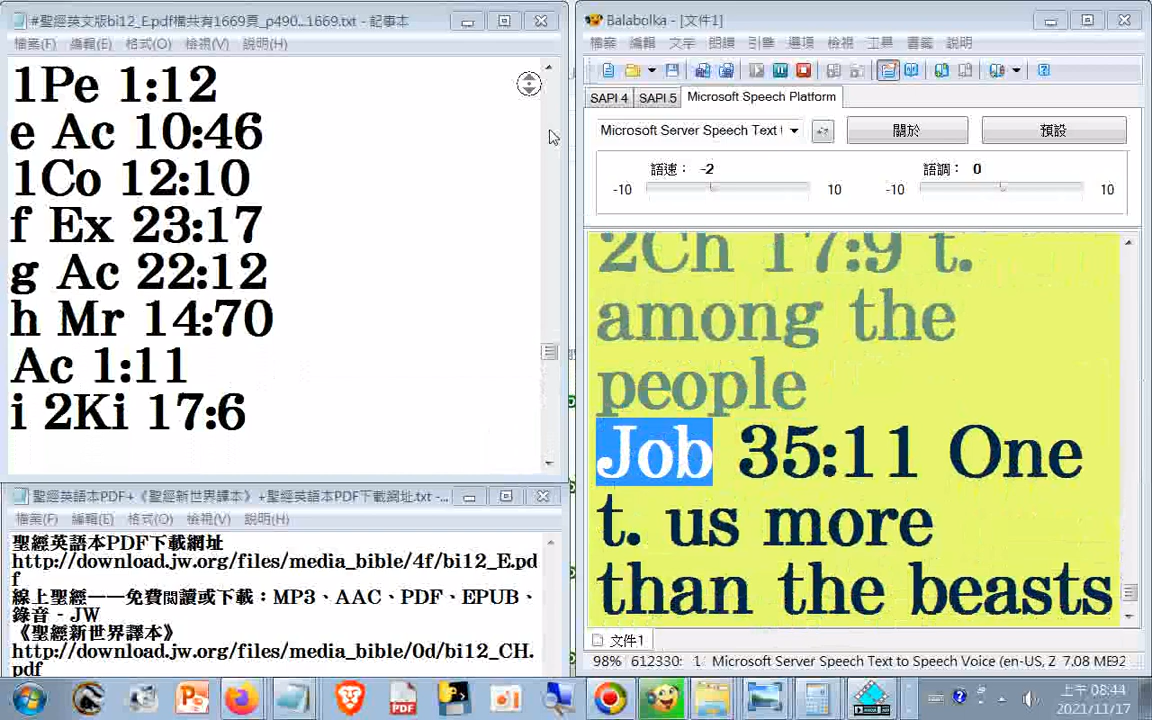 #聖經英文版bi12_E.pdf橫共有1669頁_p490...1669.txt - 記事本
檔案(F) 編輯(E) 格式(O) 檢視(V) 說明(H)
1Pe 1:12
e Ac 10:46
1Co 12:10
f Ex 23:17
g Ac 22:12
h Mr 14:70
Ac 1:11
i 2Ki 17:6
聖經英語本PDF+《聖經新世界譯本》+聖經英語本PDF下載網址.txt - ...
檔案(F) 編輯(E) 格式(O) 檢視(V) 說明(H)
聖經英語本PDF下載網址
http://download.jw.org/files/media_bible/4f/bi12_E.pd
f
線上聖經——免費閱讀或下載：MP3、AAC、PDF、EPUB、
錄音 - JW
《聖經新世界譯本》
http://download.jw.org/files/media_bible/0d/bi12_CH.
pdf
Balabolka - [文件1]
檔案 編輯 文字 朗讀 引擎 選項 檢視 工具 書籤 說明
SAPI 4 SAPI 5 Microsoft Speech Platform
Microsoft Server Speech Text 關於 預設
語速： -2 語調： 0
-10 10 -10 10
2Ch 17:9 t.
among the
people
Job 35:11 One
t. us more
than the beasts
文件1
98% 612330: 1 Microsoft Server Speech Text to Speech Voice (en-US, Z 7.08 ME92
上午 08:44
2021/11/17